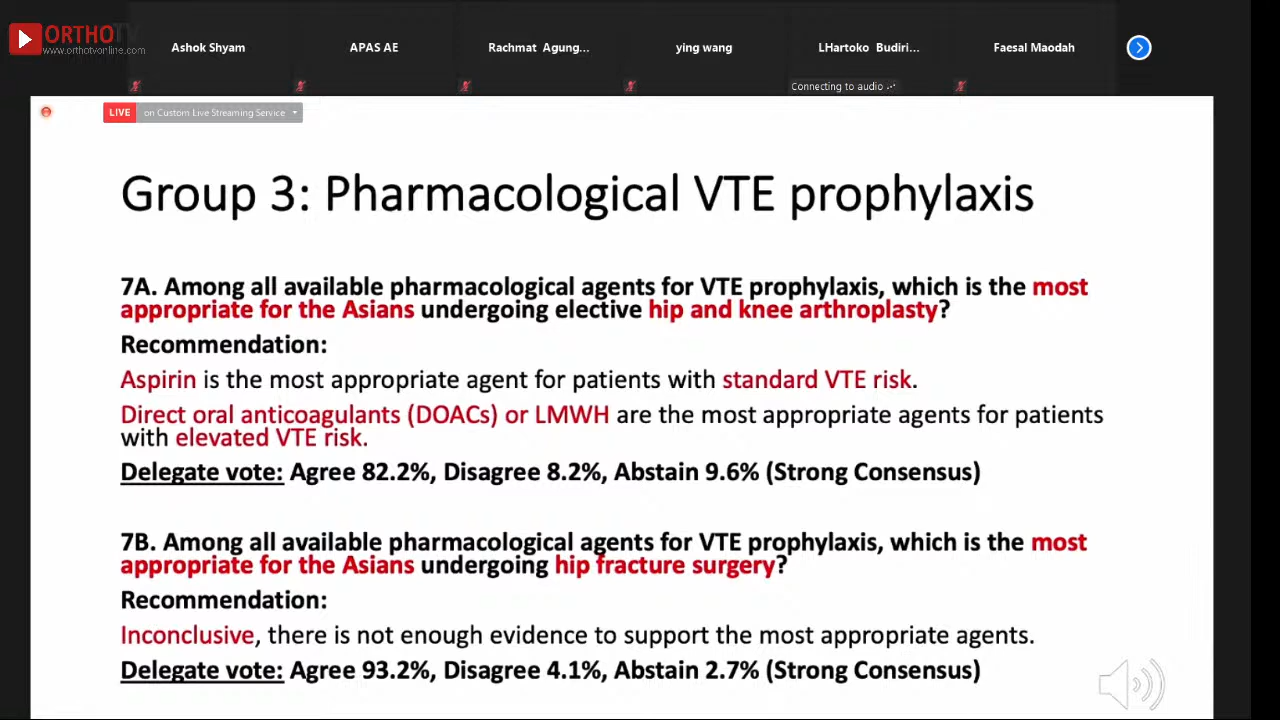 ORTHOTV
www.orthotvonline.com
Ashok Shyam
APAS AE
Rachmat Agung...
ying wang
LHartoko Budiri...
Faesal Maodah
Connecting to audio
LIVE
on Custom Live Streaming Service
Group 3: Pharmacological VTE prophylaxis
7A. Among all available pharmacological agents for VTE prophylaxis, which is the most
appropriate for the Asians undergoing elective hip and knee arthroplasty?
Recommendation:
Aspirin is the most appropriate agent for patients with standard VTE risk.
Direct oral anticoagulants (DOACs) or LMWH are the most appropriate agents for patients
with elevated VTE risk.
Delegate vote: Agree 82.2%, Disagree 8.2%, Abstain 9.6% (Strong Consensus)
7B. Among all available pharmacological agents for VTE prophylaxis, which is the most
appropriate for the Asians undergoing hip fracture surgery?
Recommendation:
Inconclusive, there is not enough evidence to support the most appropriate agents.
Delegate vote: Agree 93.2%, Disagree 4.1%, Abstain 2.7% (Strong Consensus)